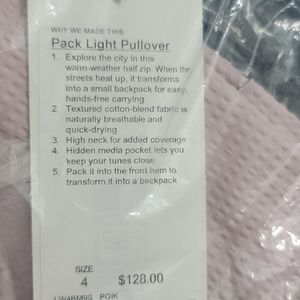 WHY WE MADE THIS
Pack Light Pullover
1. Explore the city in this
warm-weather half zip. When the
streets heat up, it transforms
into a small backpack for easy,
hands-free carrying
2. Textured cotton-blend fabric is
naturally breathable and
quick-drying
3. High neck for added coverage
4. Hidden media pocket lets you
keep your tunes close
5. Pack it into the front hem to
transform it into a backpack
SIZE
4 $128.00